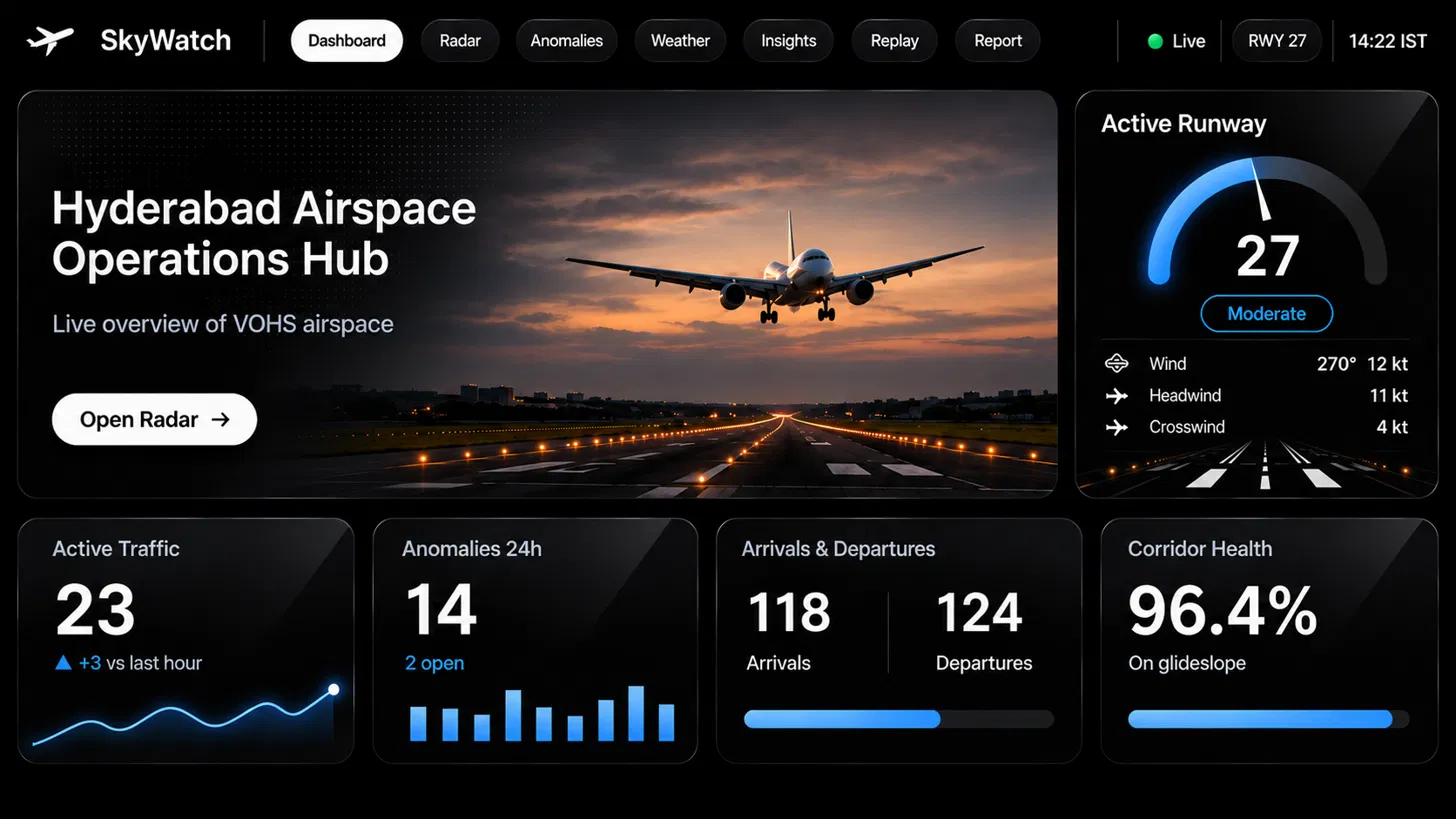 SkyWatch
Dashboard
Radar
Anomalies
Weather
Insights
Replay
Report
Live
RWY 27
14:22 IST
Hyderabad Airspace
Operations Hub
Live overview of VOHS airspace
Open Radar →
Active Runway
27
Moderate
Wind 270° 12 kt
Headwind 11 kt
Crosswind 4 kt
Active Traffic
23
▲ +3 vs last hour
Anomalies 24h
14
2 open
Arrivals & Departures
118 124
Arrivals Departures
Corridor Health
96.4%
On glideslope